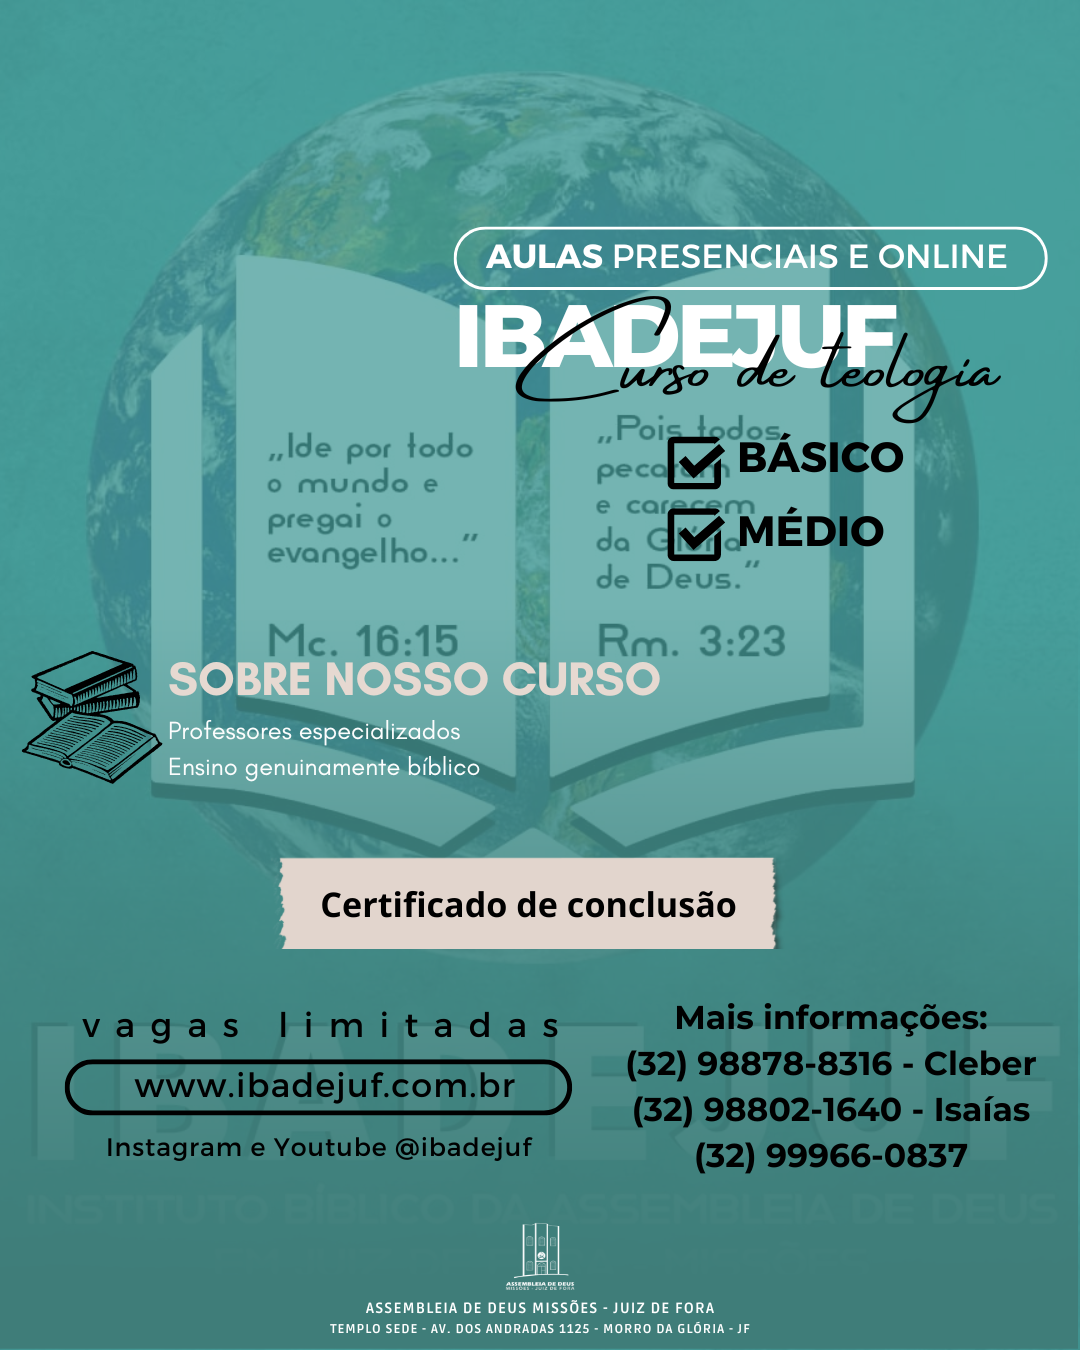 AULAS PRESENCIAIS E ONLINE
IBADEJUF
Curso de teologia
BÁSICO
MÉDIO
„Ide por todo
o mundo e
pregai o
evangelho...”
Mc. 16:15
„Pois todos
pecaram
e carecem
da Glória
de Deus.”
Rm. 3:23
SOBRE NOSSO CURSO
Professores especializados
Ensino genuinamente bíblico
Certificado de conclusão
vagas limitadas
www.ibadejuf.com.br
Instagram e Youtube @ibadejuf
Mais informações:
(32) 98878-8316 - Cleber
(32) 98802-1640 - Isaías
(32) 99966-0837
IBADEJUF
INSTITUTO BÍBLICO DA ASSEMBLEIA DE DEUS
ASSEMBLEIA DE DEUS
MISSÕES - JUIZ DE FORA
ASSEMBLEIA DE DEUS MISSÕES - JUIZ DE FORA
TEMPLO SEDE - AV. DOS ANDRADAS 1125 - MORRO DA GLÓRIA - JF